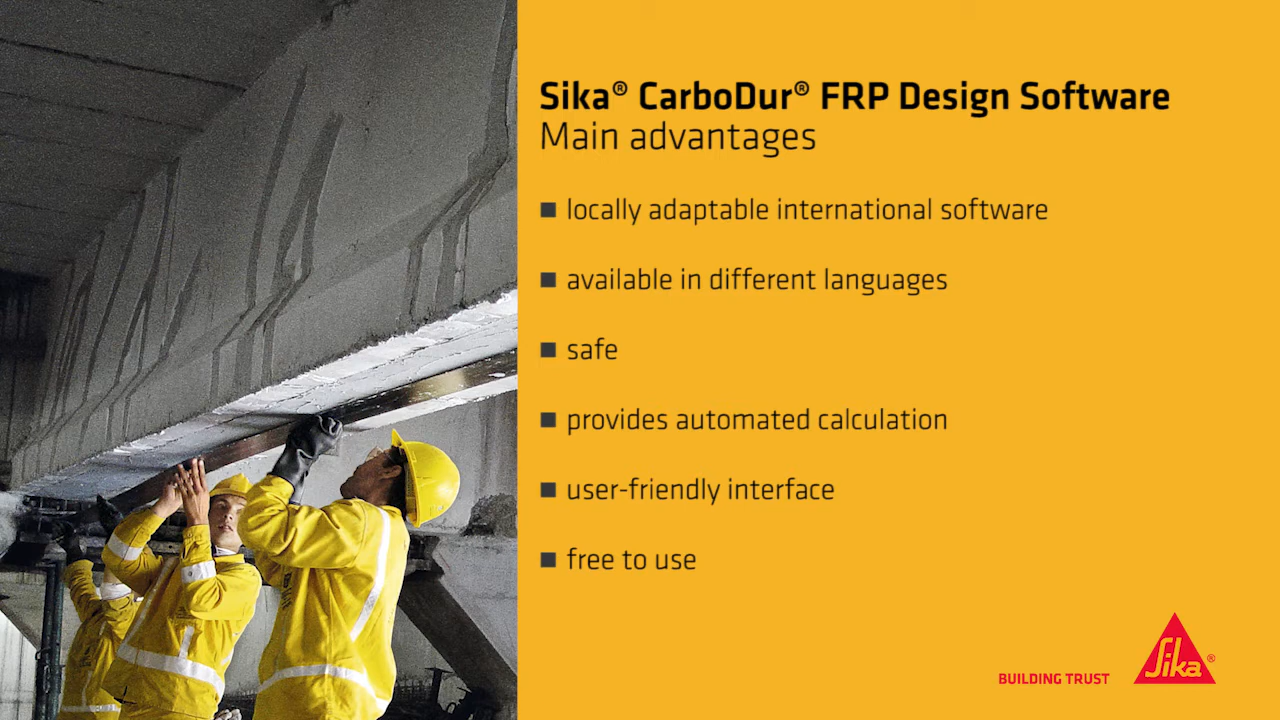 Sika® CarboDur® FRP Design Software
Main advantages
■ locally adaptable international software
■ available in different languages
■ safe
■ provides automated calculation
■ user-friendly interface
■ free to use
BUILDING TRUST
Sika®